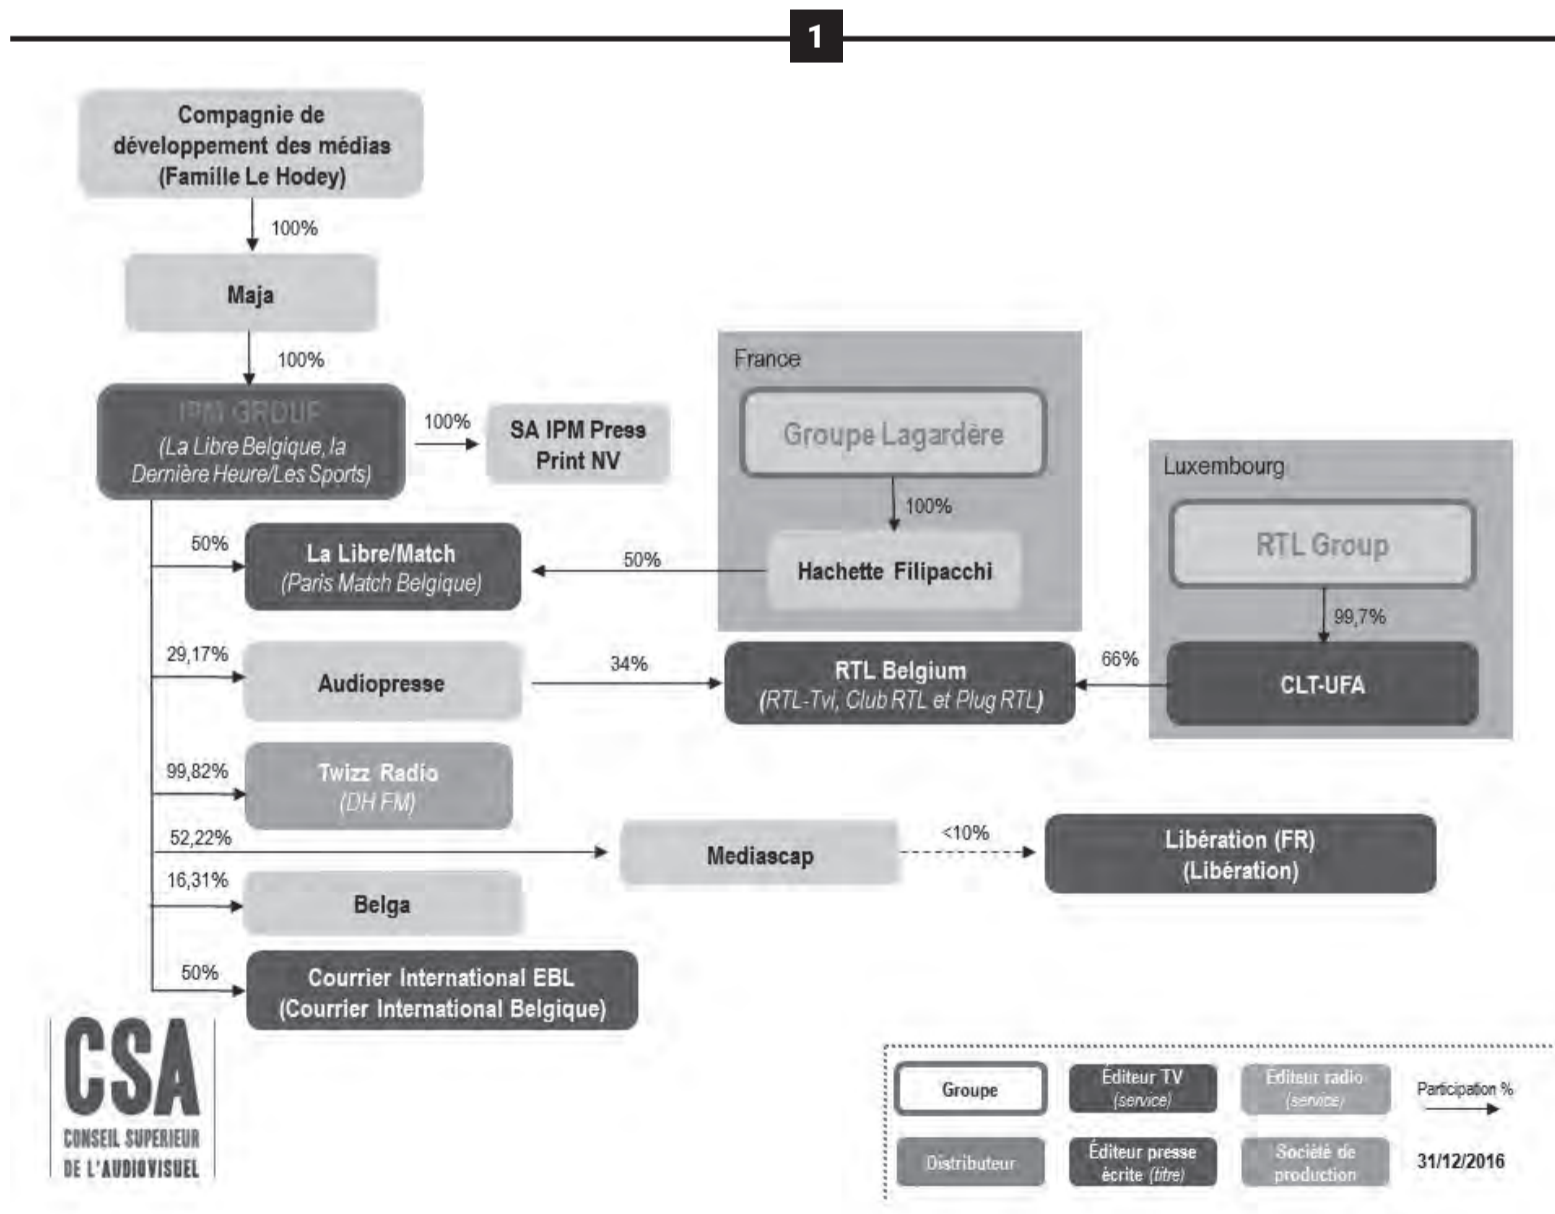 1
Compagnie de
développement des médias
(Famille Le Hodey)
100%
Maja
100%
IPM GROUP
(La Libre Belgique, la
Dernière Heure/Les Sports)
100%
SA IPM Press
Print NV
France
Groupe Lagardère
100%
Hachette Filipacchi
Luxembourg
RTL Group
99,7%
CLT-UFA
50%
La Libre/Match
(Paris Match Belgique)
50%
29,17%
Audiopresse
34%
RTL Belgium
(RTL-Tvi, Club RTL et Plug RTL)
66%
99,82%
Twizz Radio
(DH FM)
52,22%
Mediascap
<10%
Libération (FR)
(Libération)
16,31%
Belga
50%
Courrier International EBL
(Courrier International Belgique)
CSA
CONSEIL SUPERIEUR
DE L'AUDIOVISUEL
Groupe
Éditeur TV
(service)
Éditeur radio
(service)
Participation %
Distributeur
Éditeur presse
écrite (titre)
Société de
production
31/12/2016